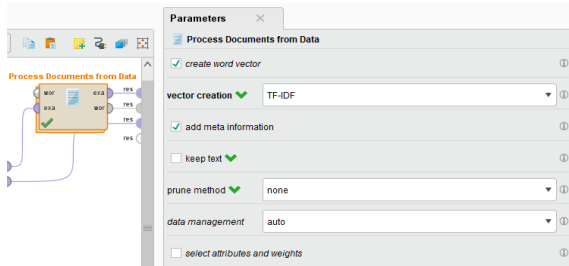 Parameters
Process Documents from Data
create word vector
vector creation TF-IDF
add meta information
keep text
prune method none
data management auto
select attributes and weights
Process Documents from Data
wor exa res
exa wor res
res
res